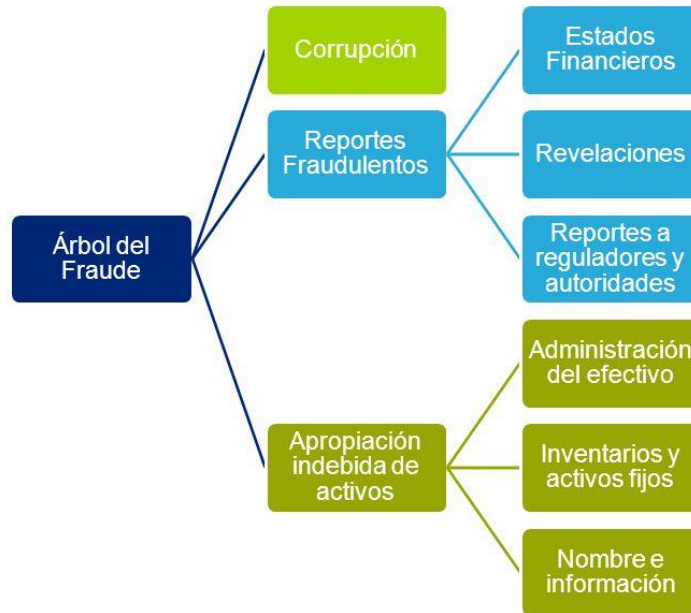 Árbol del
Fraude
Corrupción
Reportes
Fraudulentos
Estados
Financieros
Revelaciones
Reportes a
reguladores y
autoridades
Apropiación
indebida de
activos
Administración
del efectivo
Inventarios y
activos fijos
Nombre e
información